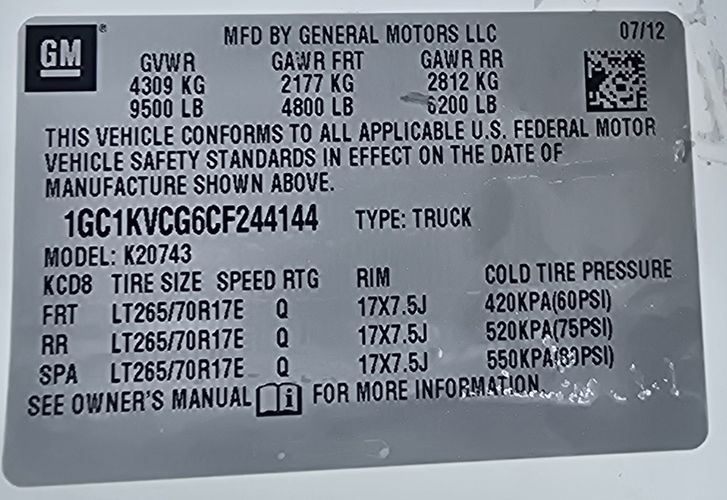 GM ® MFD BY GENERAL MOTORS LLC 07/12
GVWR GAWR FRT GAWR RR
4309 KG 2177 KG 2812 KG
9500 LB 4800 LB 6200 LB
THIS VEHICLE CONFORMS TO ALL APPLICABLE U.S. FEDERAL MOTOR
VEHICLE SAFETY STANDARDS IN EFFECT ON THE DATE OF
MANUFACTURE SHOWN ABOVE.
1GC1KVCG6CF244144 TYPE: TRUCK
MODEL: K20743
KCD8 TIRE SIZE SPEED RTG RIM COLD TIRE PRESSURE
FRT LT265/70R17E Q 17X7.5J 420KPA(60PSI)
RR LT265/70R17E Q 17X7.5J 520KPA(75PSI)
SPA LT265/70R17E Q 17X7.5J 550KPA(80PSI)
SEE OWNER'S MANUAL i FOR MORE INFORMATION.